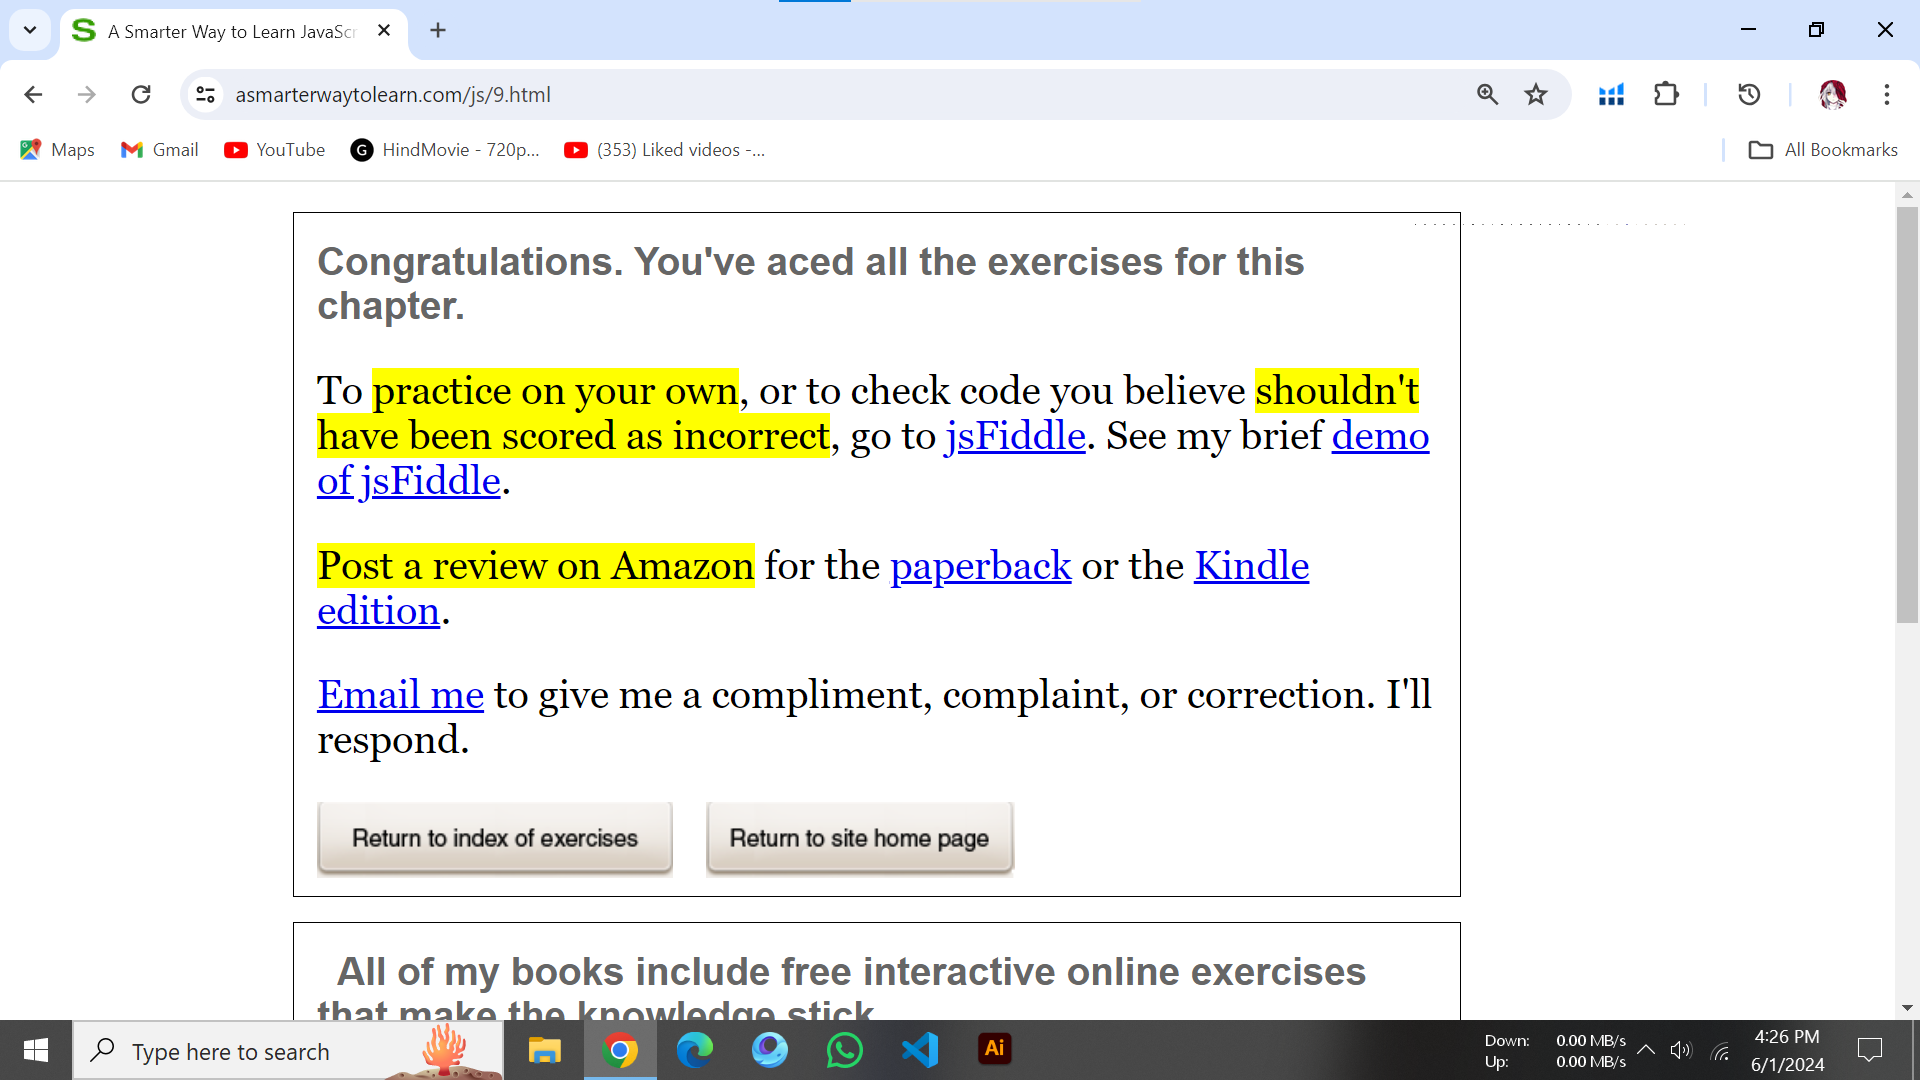 A Smarter Way to Learn JavaScr
asmarterwaytolearn.com/js/9.html
Maps
Gmail
YouTube
G
HindMovie - 720p...
(353) Liked videos -...
All Bookmarks
Congratulations. You've aced all the exercises for this
chapter.
To practice on your own, or to check code you believe shouldn't
have been scored as incorrect, go to jsFiddle. See my brief demo
of jsFiddle.
Post a review on Amazon for the paperback or the Kindle
edition.
Email me to give me a compliment, complaint, or correction. I'll
respond.
Return to index of exercises
Return to site home page
All of my books include free interactive online exercises
that make the knowledge stick
Type here to search
Ai
Down: 0.00 MB/s
Up: 0.00 MB/s
4:26 PM
6/1/2024